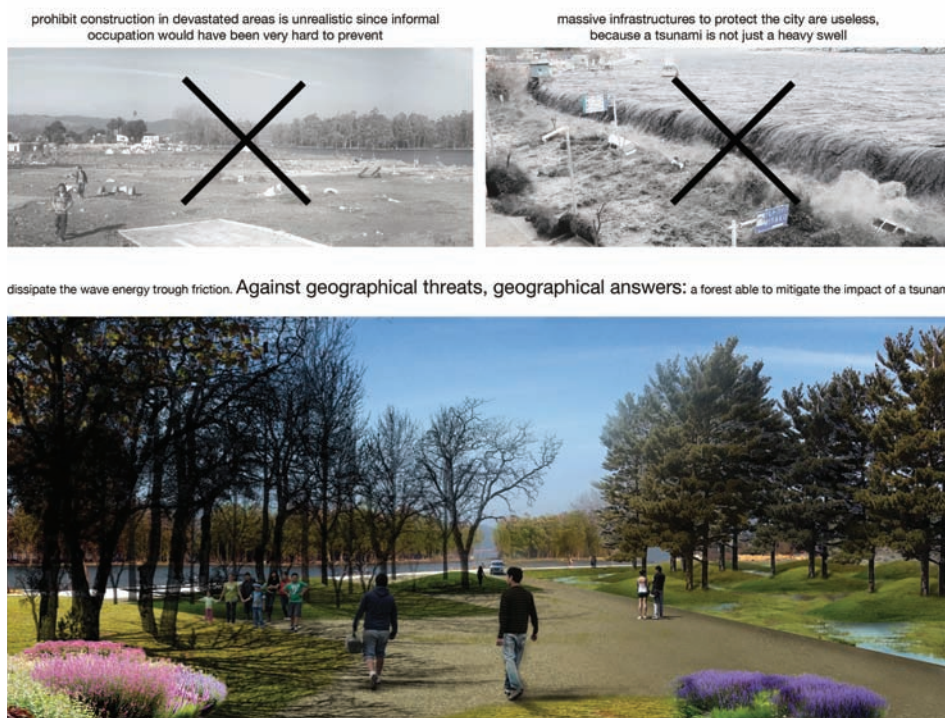 prohibit construction in devastated areas is unrealistic since informal
occupation would have been very hard to prevent
massive infrastructures to protect the city are useless,
because a tsunami is not just a heavy swell
dissipate the wave energy trough friction. Against geographical threats, geographical answers: a forest able to mitigate the impact of a tsunam